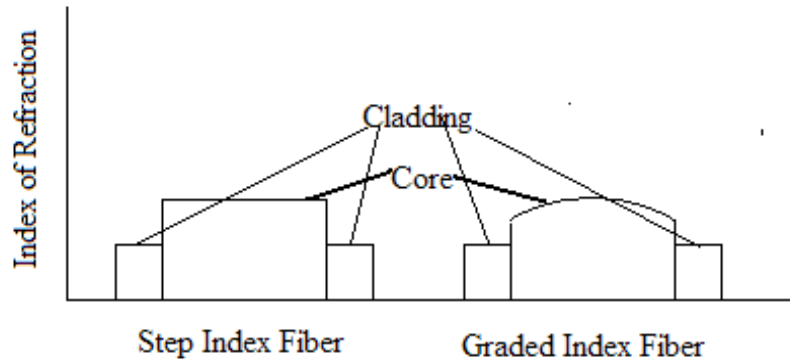 Index of Refraction
Cladding
Core
Step Index Fiber
Graded Index Fiber